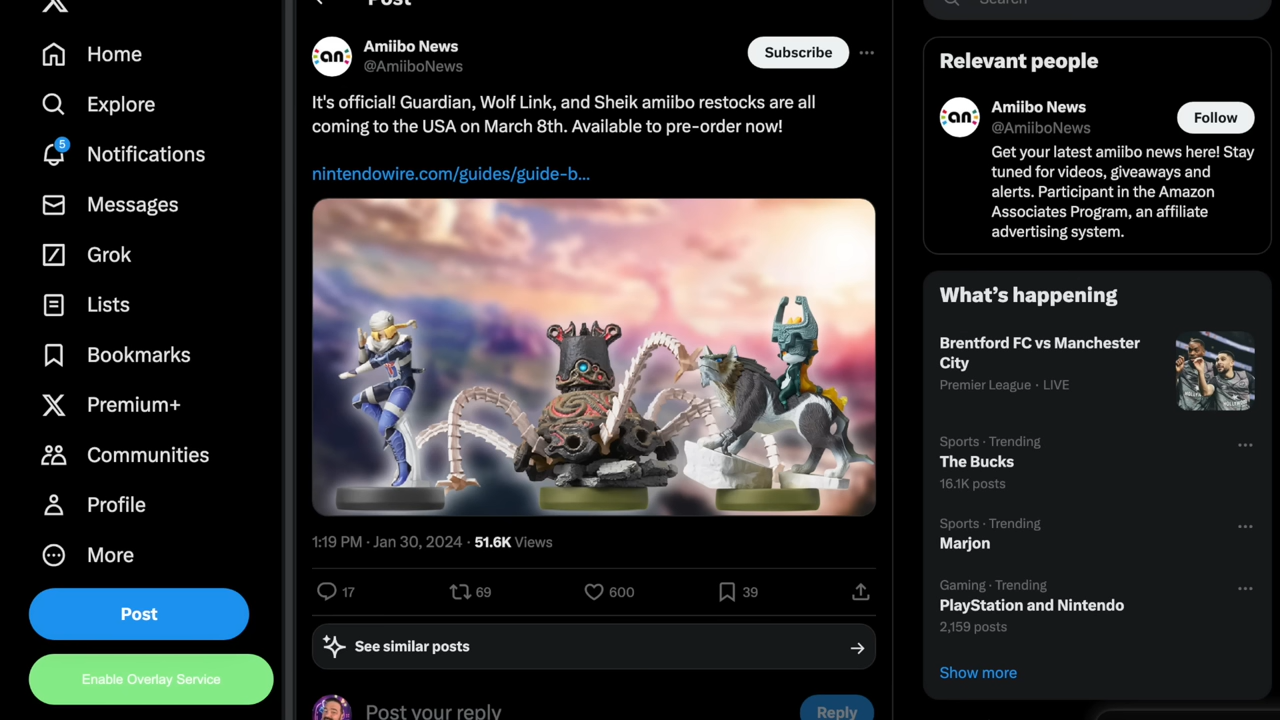 Post
Home
Explore
5
Notifications
Messages
Grok
Lists
Bookmarks
Premium+
Communities
Profile
More
Post
Enable Overlay Service
an
Amiibo News
@AmiiboNews
Subscribe
It's official! Guardian, Wolf Link, and Sheik amiibo restocks are all
coming to the USA on March 8th. Available to pre-order now!
nintendowire.com/guides/guide-b...
1:19 PM · Jan 30, 2024 · 51.6K Views
17
69
600
39
See similar posts
Post your reply
Reply
Search
Relevant people
an
Amiibo News
@AmiiboNews
Follow
Get your latest amiibo news here! Stay
tuned for videos, giveaways and
alerts. Participant in the Amazon
Associates Program, an affiliate
advertising system.
What's happening
Brentford FC vs Manchester
City
Premier League · LIVE
Sports · Trending
The Bucks
16.1K posts
Sports · Trending
Marjon
Gaming · Trending
PlayStation and Nintendo
2,159 posts
Show more